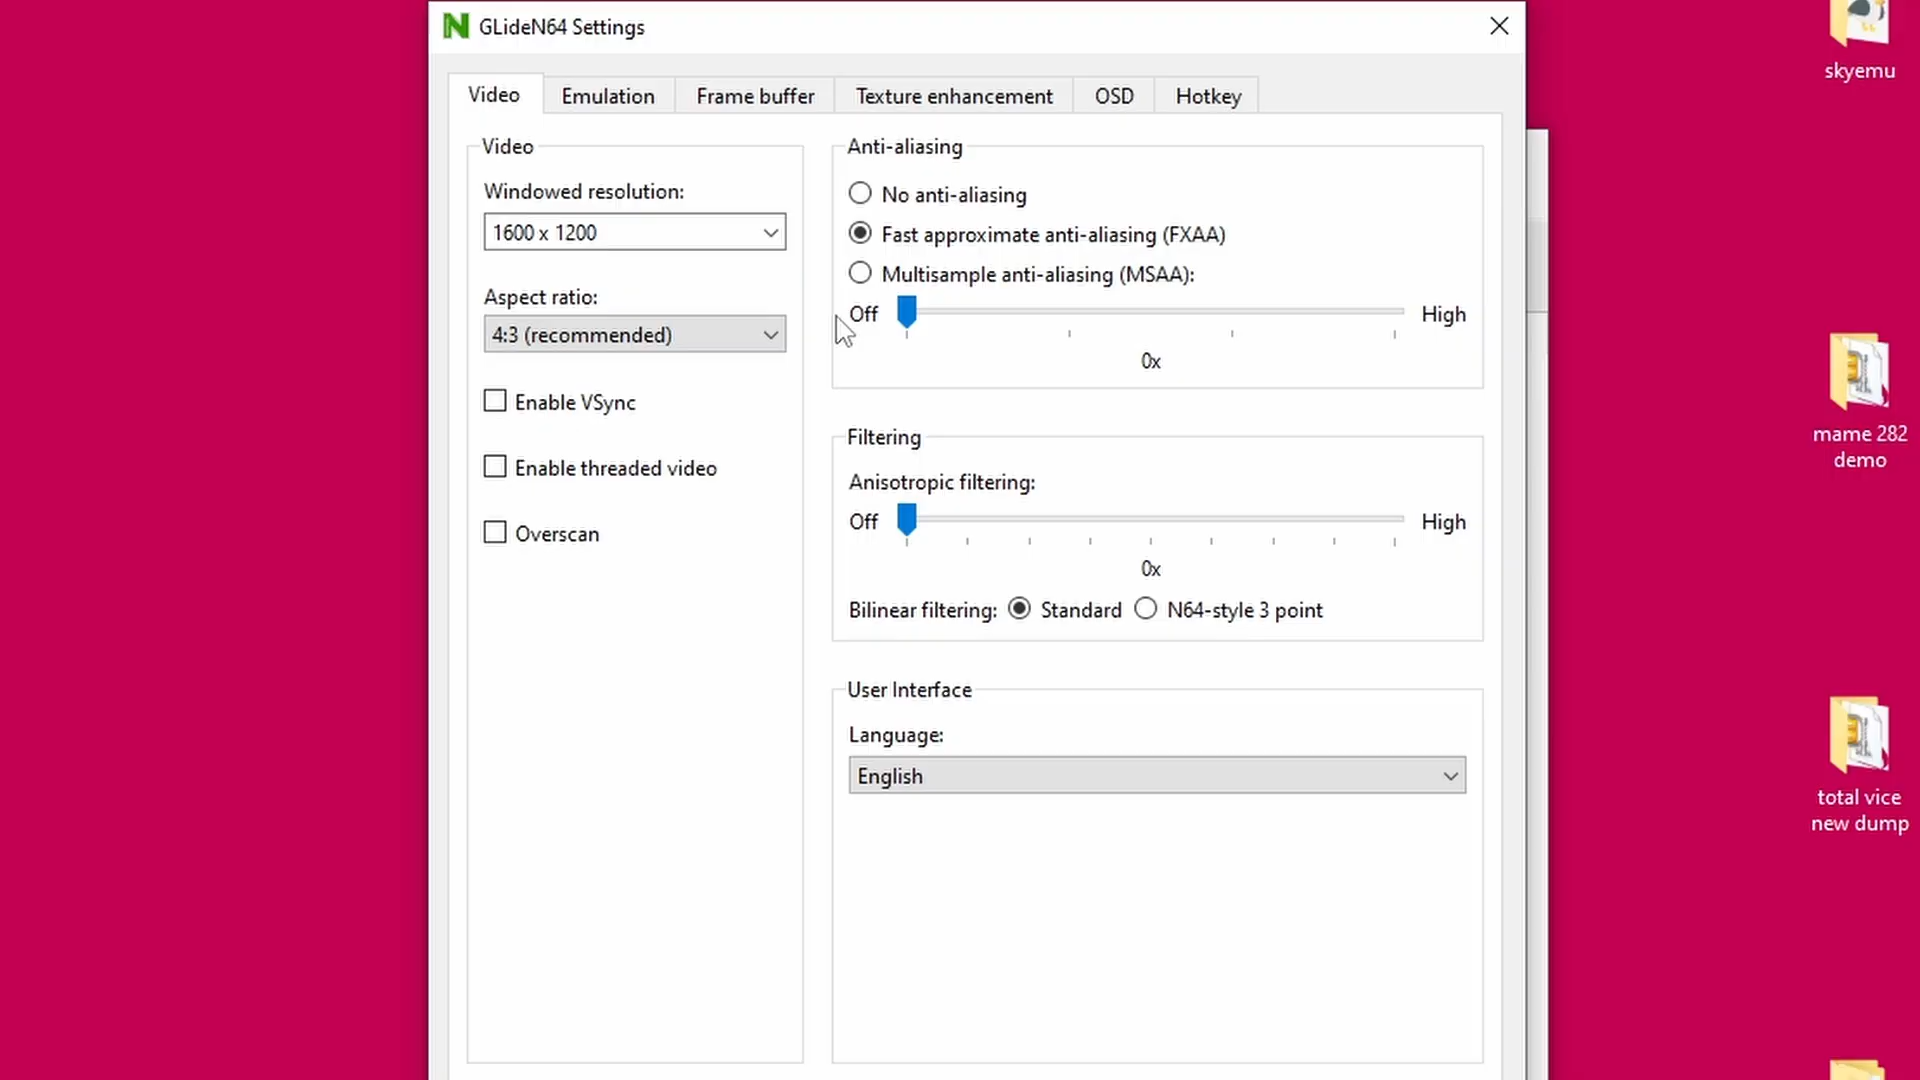 GLideN64 Settings
Video
Emulation
Frame buffer
Texture enhancement
OSD
Hotkey
Video
Windowed resolution:
1600 x 1200
Aspect ratio:
4:3 (recommended)
Enable VSync
Enable threaded video
Overscan
Anti-aliasing
No anti-aliasing
Fast approximate anti-aliasing (FXAA)
Multisample anti-aliasing (MSAA):
Off
High
0x
Filtering
Anisotropic filtering:
Off
High
0x
Bilinear filtering:
Standard
N64-style 3 point
User Interface
Language:
English
skyemu
mame 282
demo
total vice
new dump